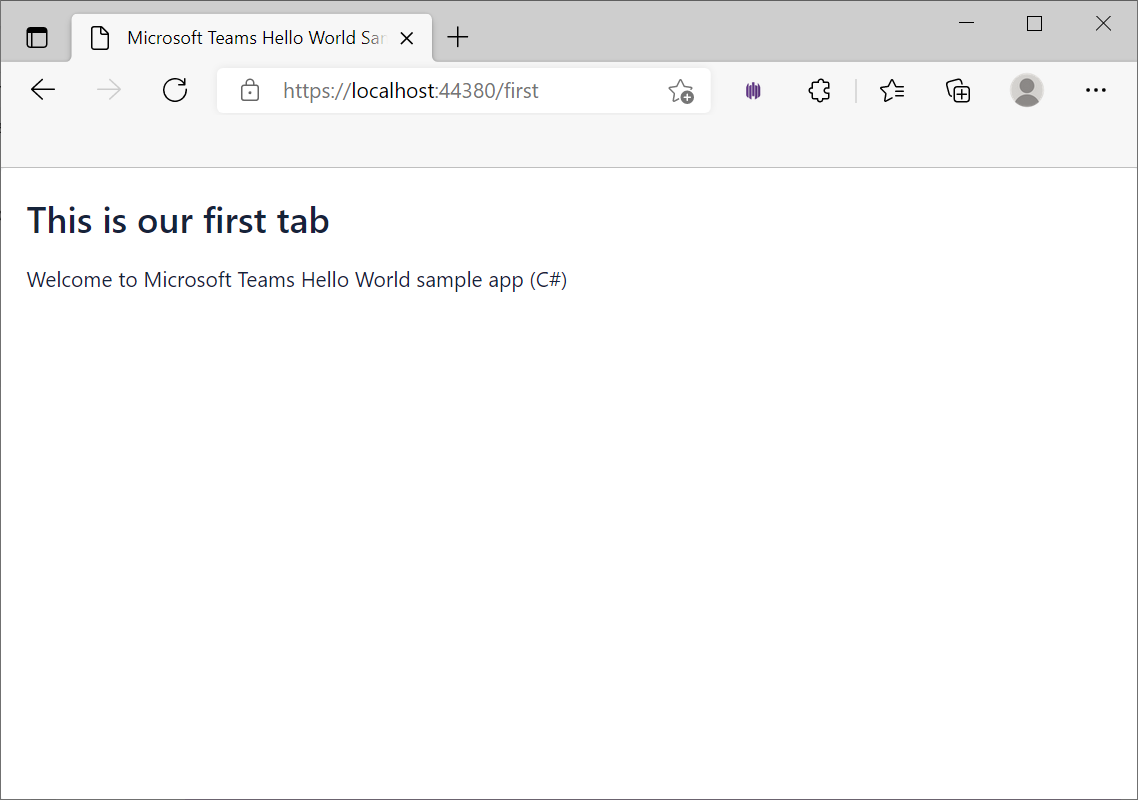 Microsoft Teams Hello World Sar
https://localhost:44380/first
This is our first tab
Welcome to Microsoft Teams Hello World sample app (C#)